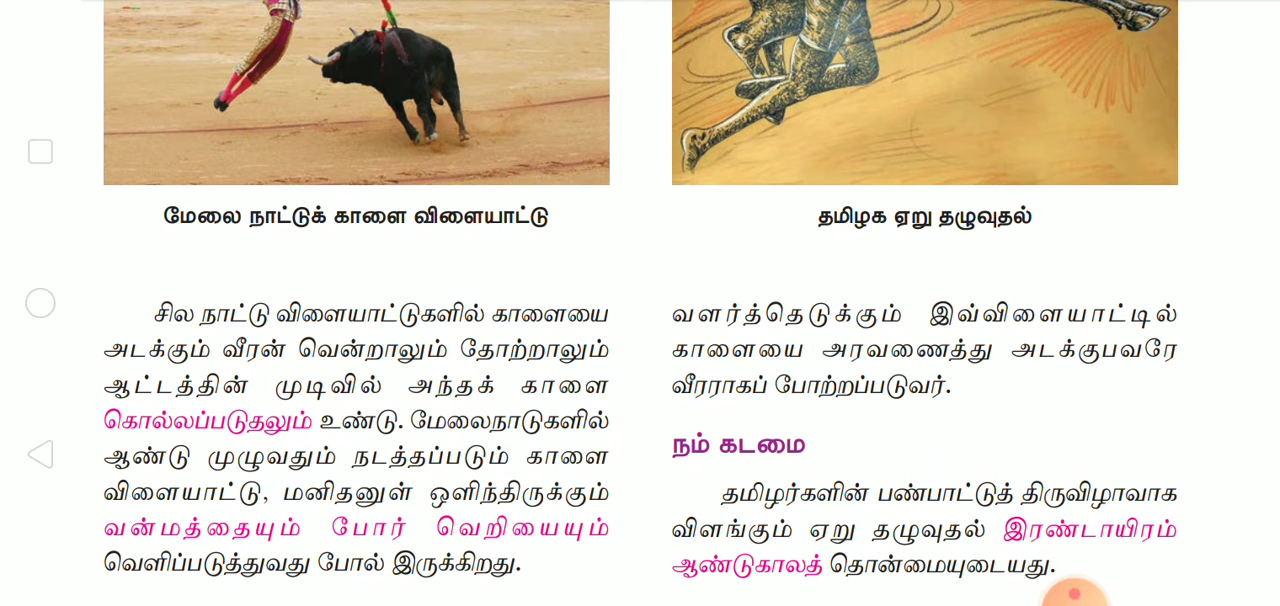 மேலை நாட்டுக் காளை விளையாட்டு
தமிழக ஏறு தழுவுதல்
சில நாட்டு விளையாட்டுகளில் காளையை
அடக்கும் வீரன் வென்றாலும் தோற்றாலும்
ஆட்டத்தின் முடிவில் அந்தக் காளை
கொல்லப்படுதலும் உண்டு. மேலைநாடுகளில்
ஆண்டு முழுவதும் நடத்தப்படும் காளை
விளையாட்டு, மனிதனுள் ஒளிந்திருக்கும்
வன்மத்தையும் போர் வெறியையும்
வெளிப்படுத்துவது போல் இருக்கிறது.
வளர்த்தெடுக்கும் இவ்விளையாட்டில்
காளையை அரவணைத்து அடக்குபவரே
வீரராகப் போற்றப்படுவர்.
நம் கடமை
தமிழர்களின் பண்பாட்டுத் திருவிழாவாக
விளங்கும் ஏறு தழுவுதல் இரண்டாயிரம்
ஆண்டுகாலத் தொன்மையுடையது.